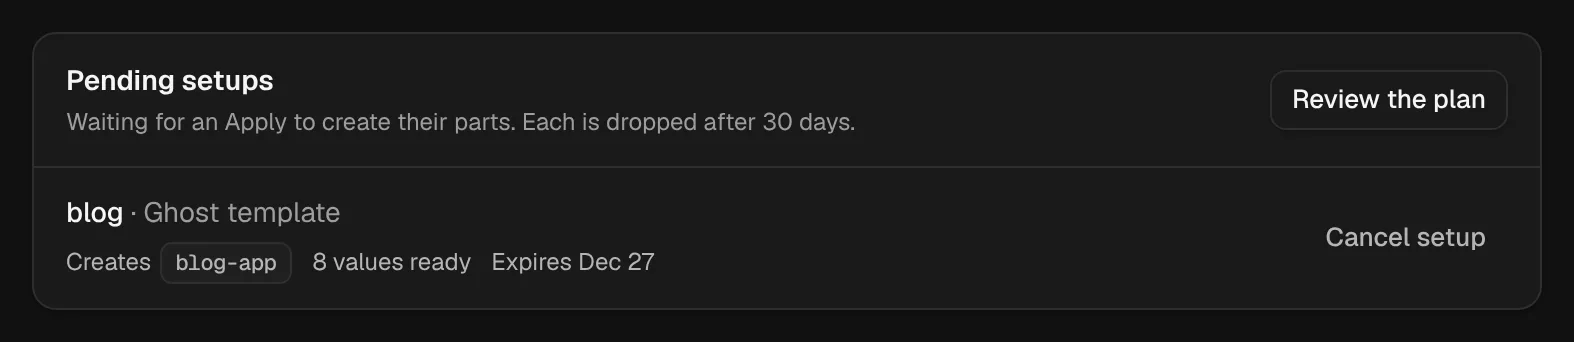 Pending setups
Waiting for an Apply to create their parts. Each is dropped after 30 days.
Review the plan
blog · Ghost template
Creates blog-app 8 values ready Expires Dec 27
Cancel setup